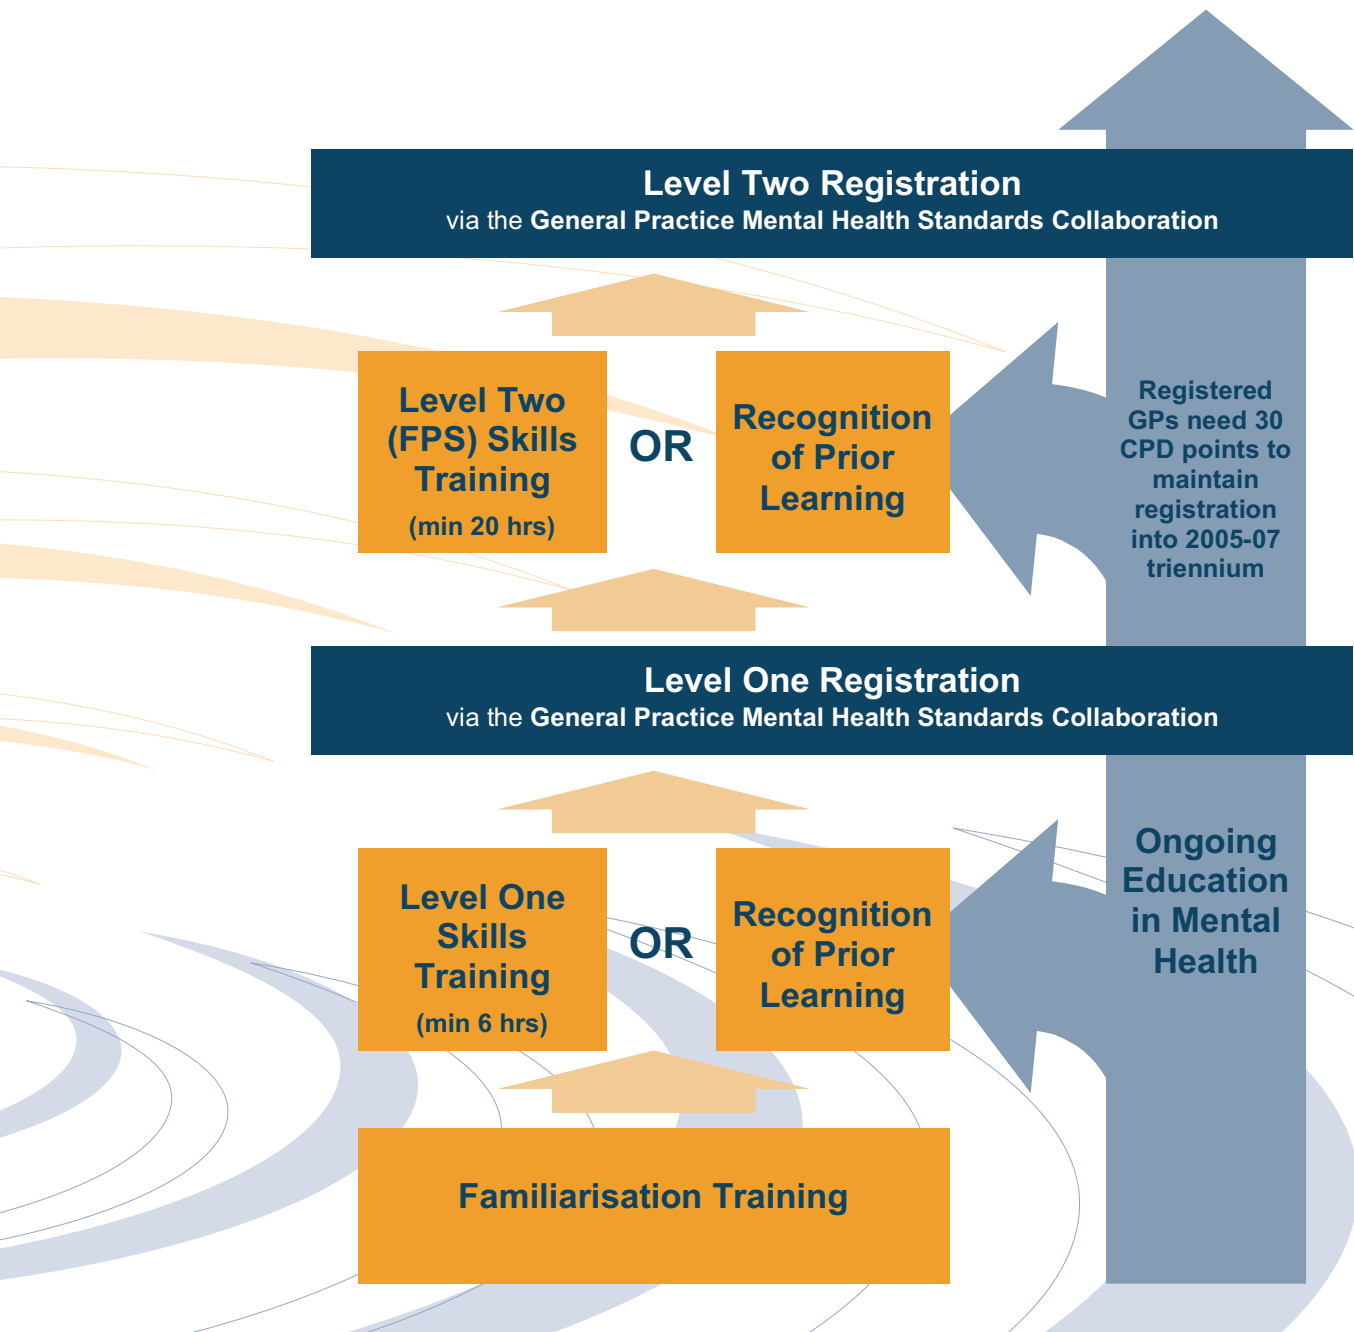 Level Two Registration
via the General Practice Mental Health Standards Collaboration
Level Two
(FPS) Skills
Training
(min 20 hrs)
OR
Recognition
of Prior
Learning
Registered
GPs need 30
CPD points to
maintain
registration
into 2005-07
triennium
Level One Registration
via the General Practice Mental Health Standards Collaboration
Level One
Skills
Training
(min 6 hrs)
OR
Recognition
of Prior
Learning
Ongoing
Education
in Mental
Health
Familiarisation Training